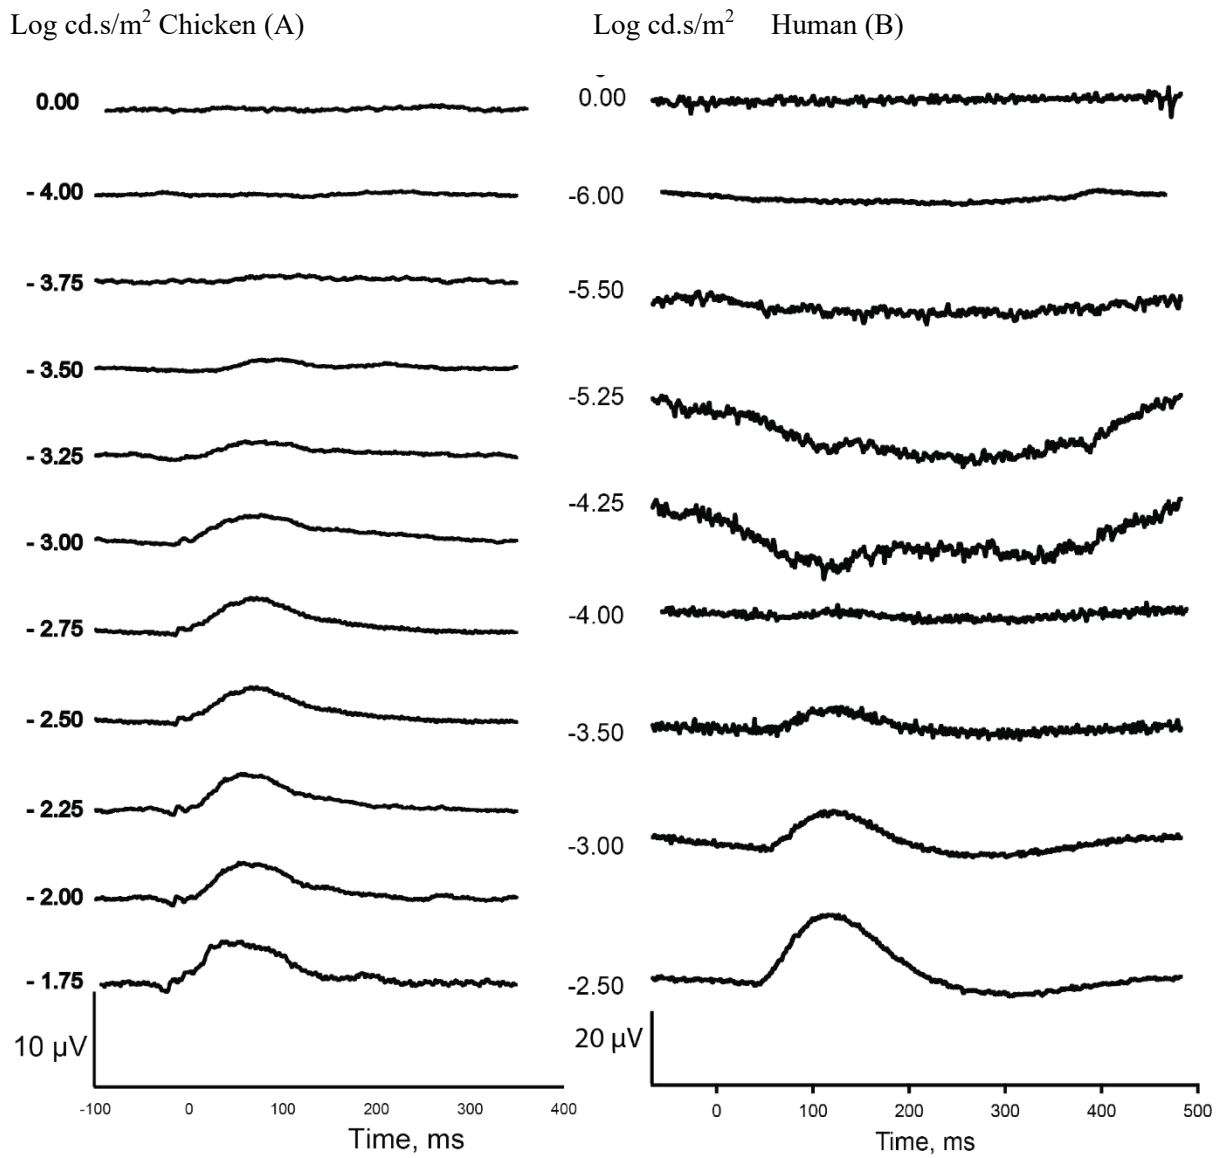 Log cd.s/m² Chicken (A)
0.00
- 4.00
- 3.75
- 3.50
- 3.25
- 3.00
- 2.75
- 2.50
- 2.25
- 2.00
- 1.75
10 µV
-100 0 100 200 300 400
Time, ms
Log cd.s/m² Human (B)
0.00
-6.00
-5.50
-5.25
-4.25
-4.00
-3.50
-3.00
-2.50
20 µV
0 100 200 300 400 500
Time, ms